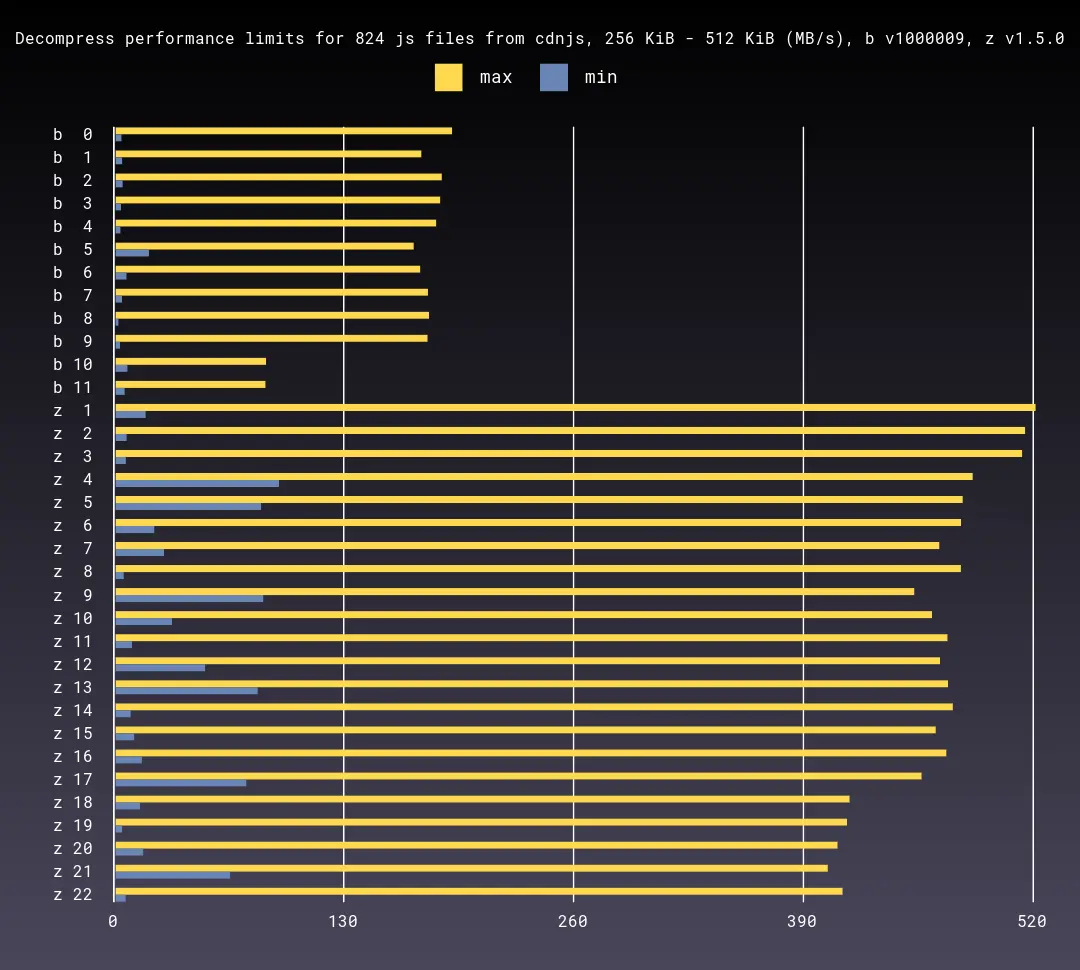 Decompress performance limits for 824 js files from cdnjs, 256 KiB - 512 KiB (MB/s), b v1000009, z v1.5.0
max min
b 0
b 1
b 2
b 3
b 4
b 5
b 6
b 7
b 8
b 9
b 10
b 11
z 1
z 2
z 3
z 4
z 5
z 6
z 7
z 8
z 9
z 10
z 11
z 12
z 13
z 14
z 15
z 16
z 17
z 18
z 19
z 20
z 21
z 22
0 130 260 390 520